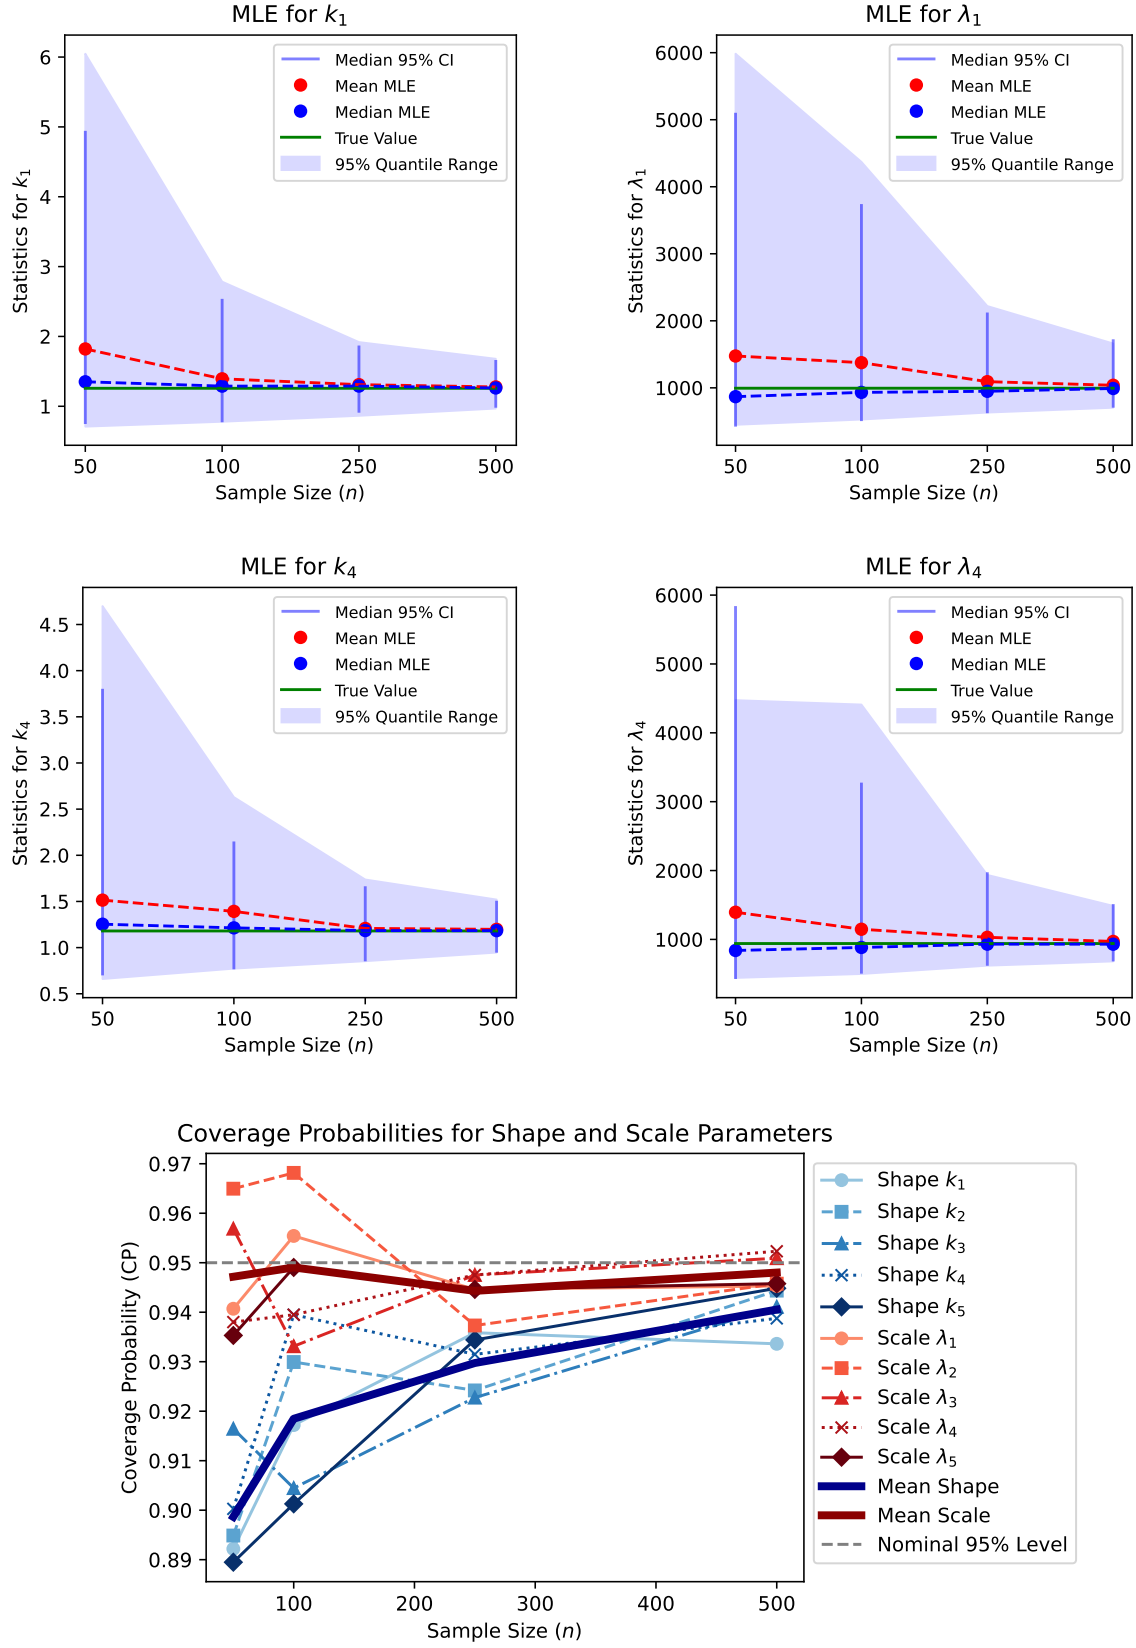 MLE for k1
Statistics for k1
6
5
4
3
2
1
Median 95% CI
Mean MLE
Median MLE
True Value
95% Quantile Range
50 100 250 500
Sample Size (n)
MLE for λ1
Statistics for λ1
6000
5000
4000
3000
2000
1000
Median 95% CI
Mean MLE
Median MLE
True Value
95% Quantile Range
50 100 250 500
Sample Size (n)
MLE for k4
Statistics for k4
4.5
4.0
3.5
3.0
2.5
2.0
1.5
1.0
0.5
Median 95% CI
Mean MLE
Median MLE
True Value
95% Quantile Range
50 100 250 500
Sample Size (n)
MLE for λ4
Statistics for λ4
6000
5000
4000
3000
2000
1000
Median 95% CI
Mean MLE
Median MLE
True Value
95% Quantile Range
50 100 250 500
Sample Size (n)
Coverage Probabilities for Shape and Scale Parameters
Coverage Probability (CP)
0.97
0.96
0.95
0.94
0.93
0.92
0.91
0.90
0.89
100 200 300 400 500
Sample Size (n)
Shape k1
Shape k2
Shape k3
Shape k4
Shape k5
Scale λ1
Scale λ2
Scale λ3
Scale λ4
Scale λ5
Mean Shape
Mean Scale
Nominal 95% Level